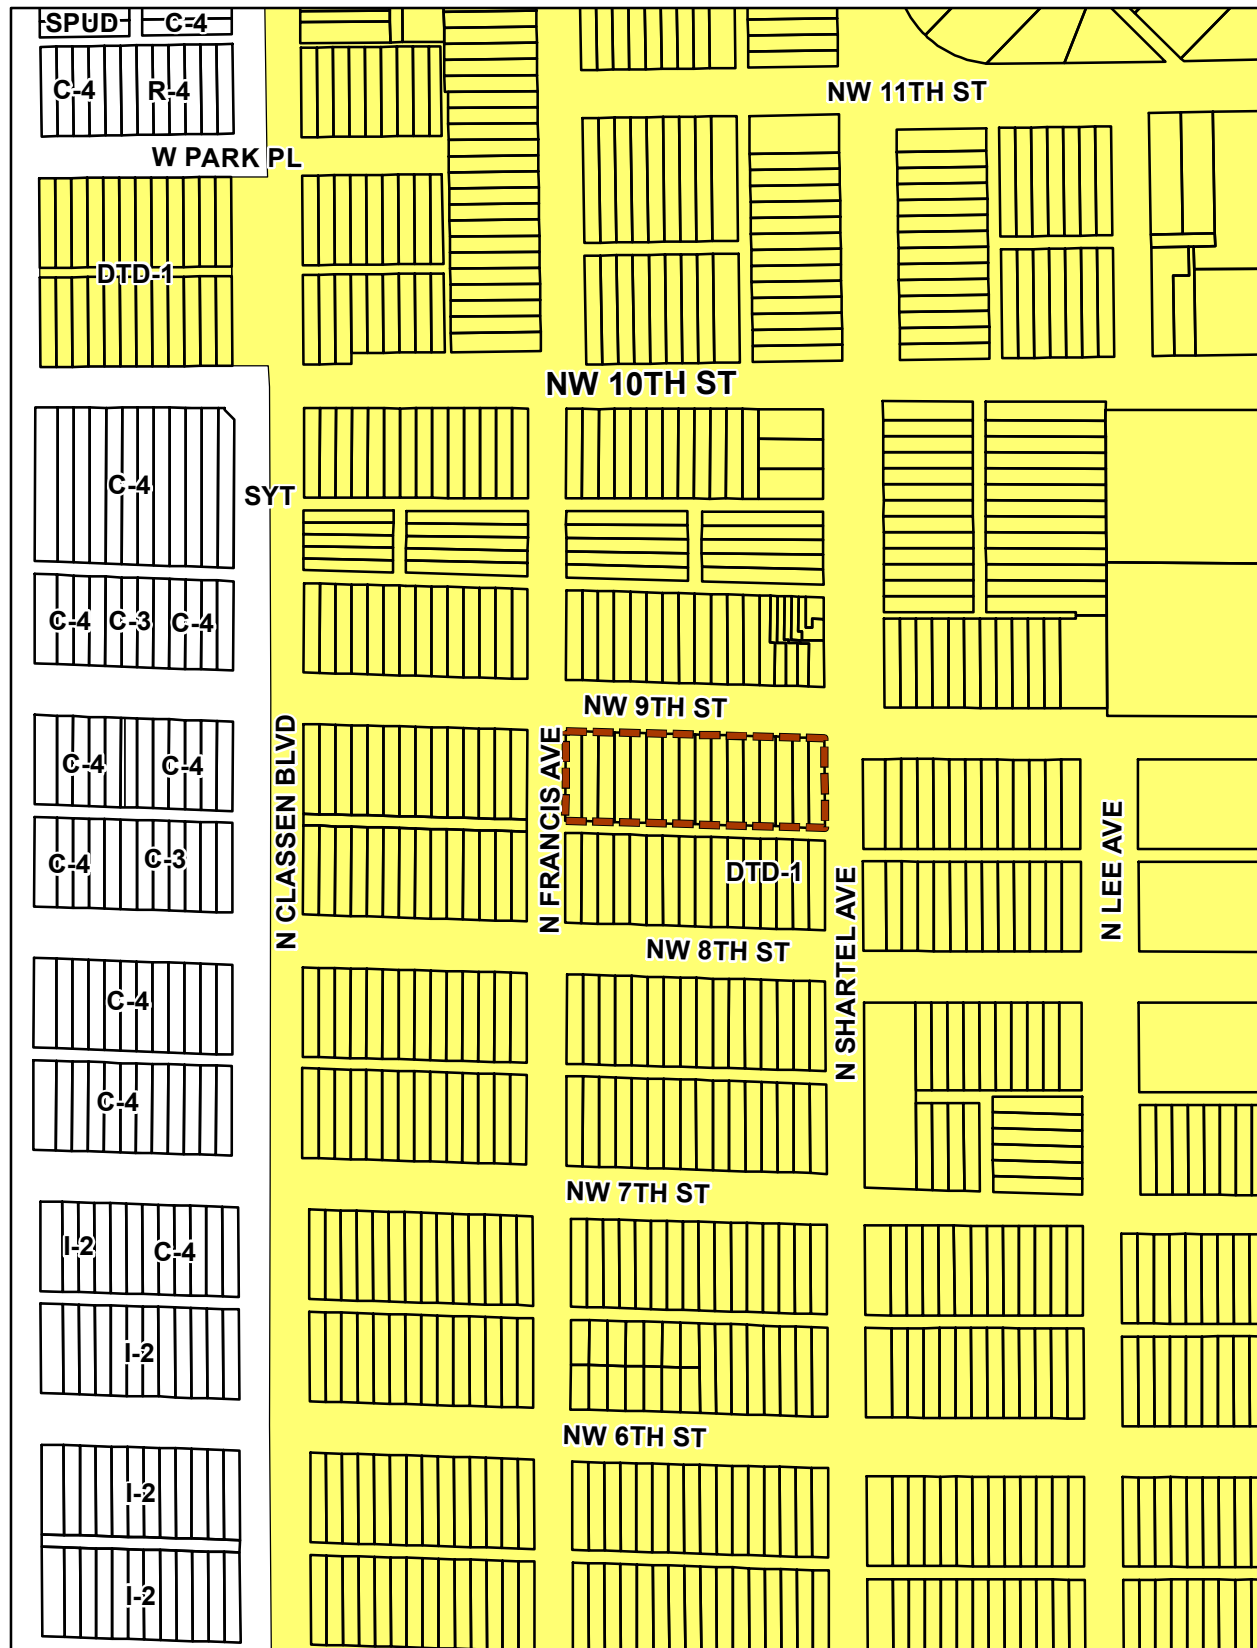 SPUD
C-4
C-4
R-4
NW 11TH ST
W PARK PL
DTD-1
NW 10TH ST
C-4
SYT
C-4
C-3
C-4
NW 9TH ST
N CLASSEN BLVD
N FRANCIS AVE
C-4
C-4
C-4
C-3
DTD-1
N SHARTEL AVE
N LEE AVE
NW 8TH ST
C-4
C-4
NW 7TH ST
I-2
C-4
I-2
NW 6TH ST
I-2
I-2